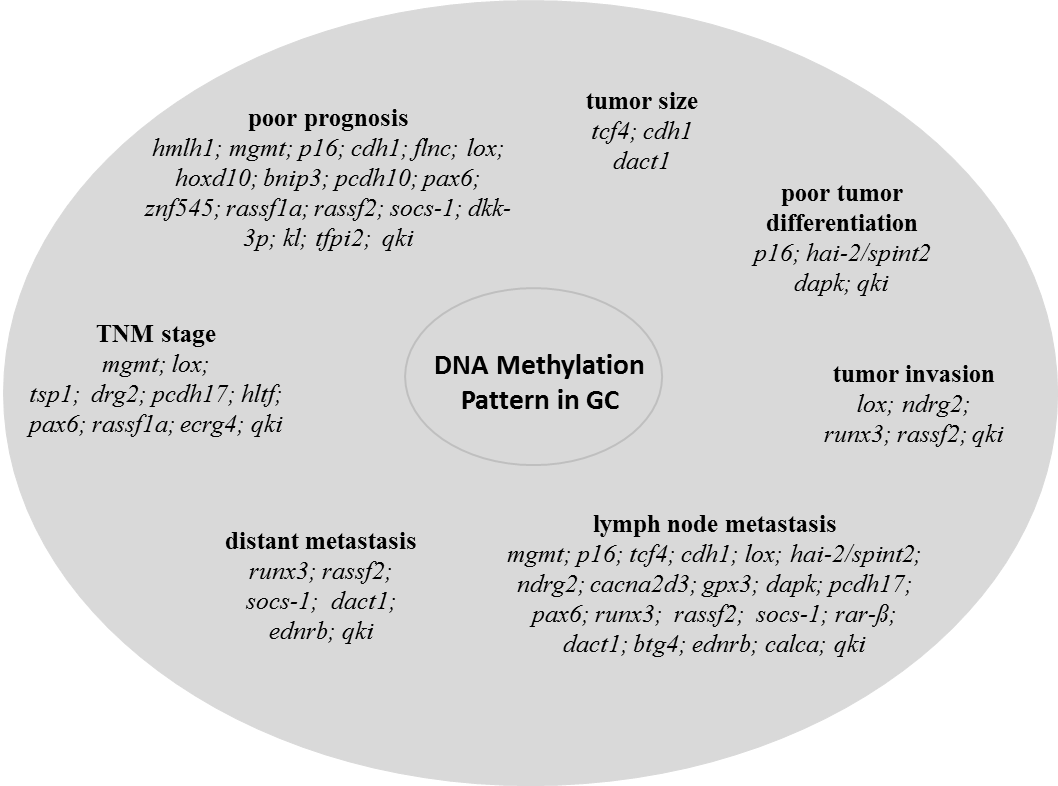 poor prognosis
hmlh1; mgmt; p16; cdh1; flnc; lox;
hoxd10; bnip3; pcdh10; pax6;
znf545; rassf1a; rassf2; socs-1; dkk-
3p; kl; tfpi2; qki
tumor size
tcf4; cdh1
dact1
poor tumor
differentiation
p16; hai-2/spint2
dapk; qki
TNM stage
mgmt; lox;
tsp1; drg2; pcdh17; hltf;
pax6; rassf1a; ecrg4; qki
DNA Methylation
Pattern in GC
tumor invasion
lox; ndrg2;
runx3; rassf2; qki
distant metastasis
runx3; rassf2;
socs-1; dact1;
ednrb; qki
lymph node metastasis
mgmt; p16; tcf4; cdh1; lox; hai-2/spint2;
ndrg2; cacna2d3; gpx3; dapk; pcdh17;
pax6; runx3; rassf2; socs-1; rar-ß;
dact1; btg4; ednrb; calca; qki